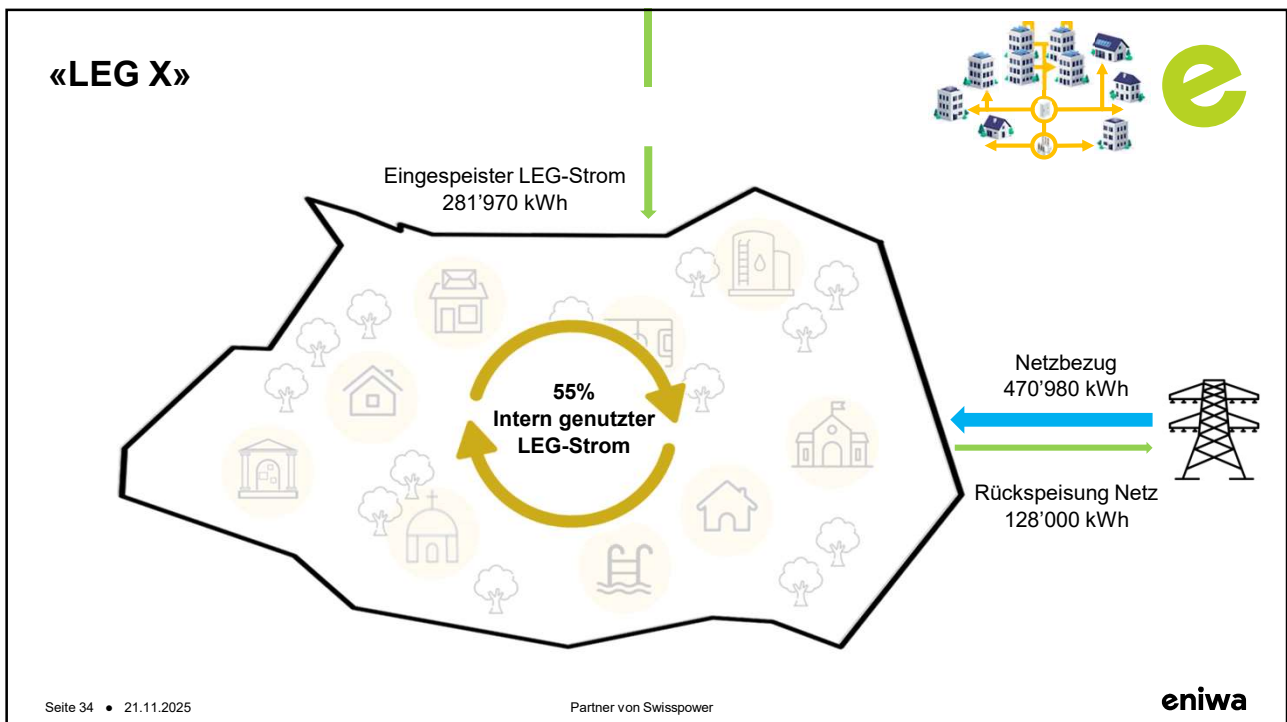 «LEG X»
Eingespeister LEG-Strom
281’970 kWh
55%
Intern genutzter
LEG-Strom
Netzbezug
470’980 kWh
Rückspeisung Netz
128’000 kWh
Seite 34 ● 21.11.2025
Partner von Swisspower
eniwa